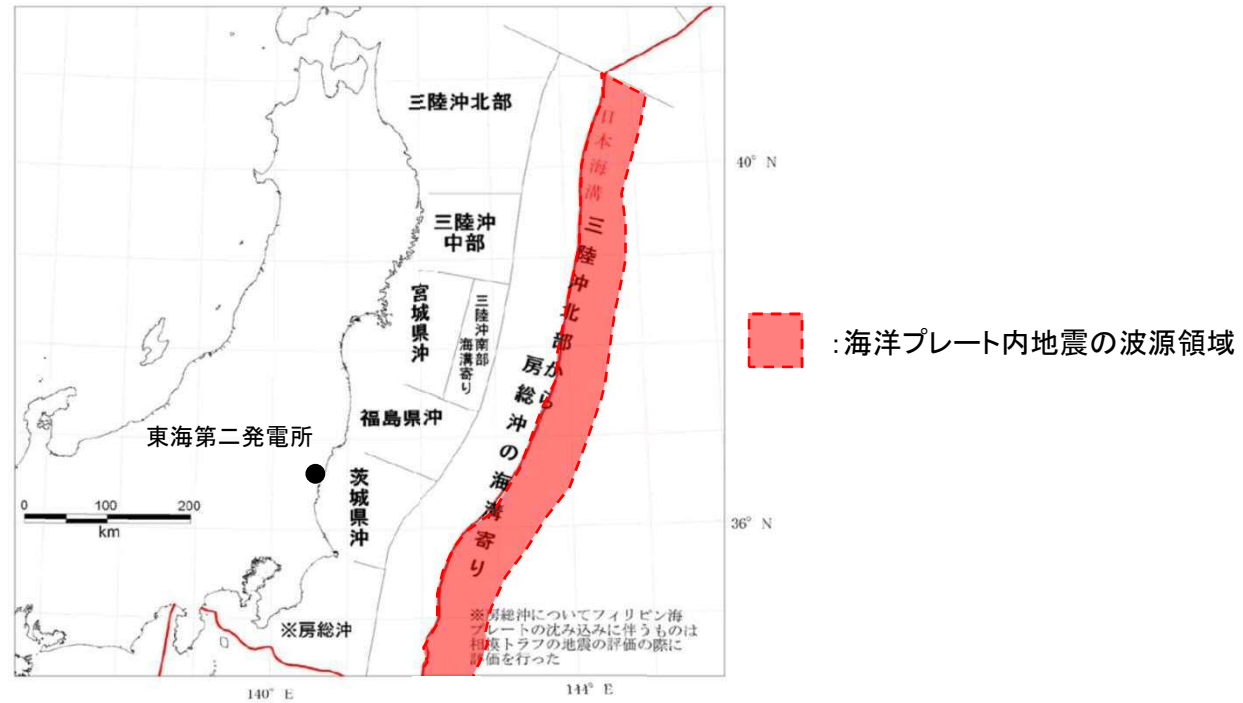 三陸沖北部
日本海溝
40° N
三陸沖
中部
三陸沖北部から
房総沖の海溝寄り
宮城県沖
三陸沖南部
海溝寄り
:海洋プレート内地震の波源領域
福島県沖
東海第二発電所
茨城県沖
0 100 200
km
36° N
※房総沖
※房総沖についてフィリピン海
プレートの沈み込みに伴うものは
相模トラフの地震の評価の際に
評価を行った
140° E
144° E